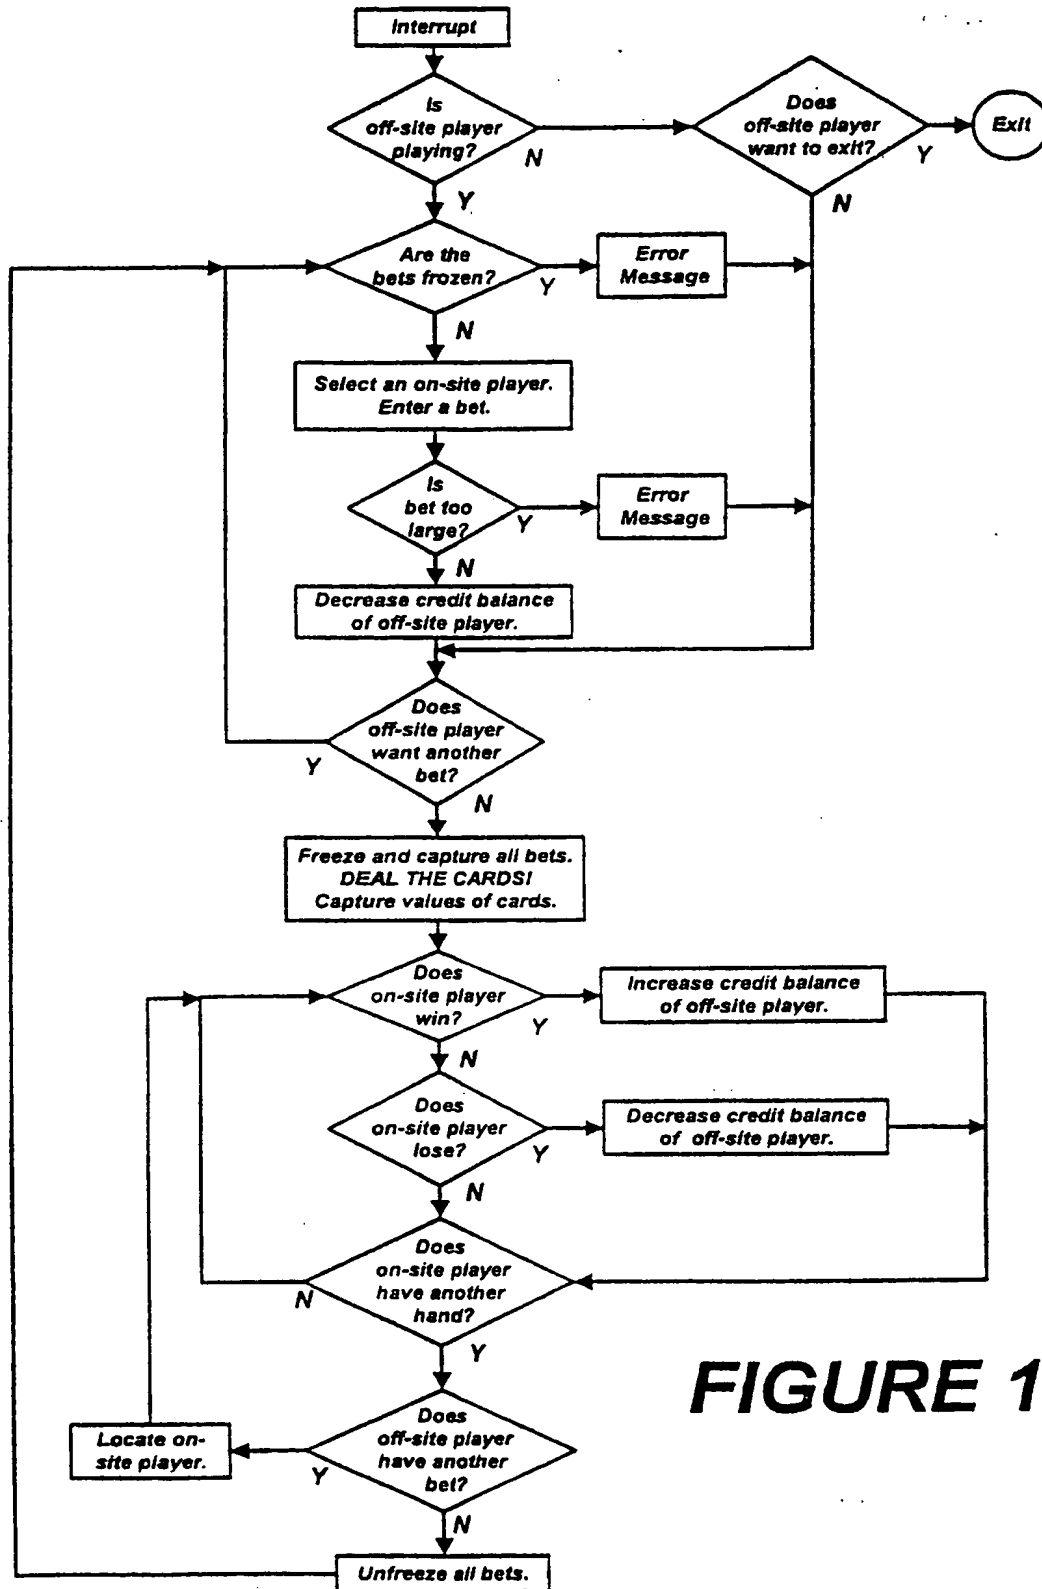 Interrupt
Is
off-site player
playing?
N
Y
Does
off-site player
want to exit?
Y
N
Exit
Are the
bets frozen?
Y
N
Error
Message
Select an on-site player.
Enter a bet.
Is
bet too
large?
Y
N
Error
Message
Decrease credit balance
of off-site player.
Does
off-site player
want another
bet?
Y
N
Freeze and capture all bets.
DEAL THE CARDS!
Capture values of cards.
Does
on-site player
win?
Y
N
Increase credit balance
of off-site player.
Does
on-site player
lose?
Y
N
Decrease credit balance
of off-site player.
Does
on-site player
have another
hand?
N
Y
Does
off-site player
have another
bet?
Y
N
Locate on-
site player.
Unfreeze all bets.
FIGURE 1